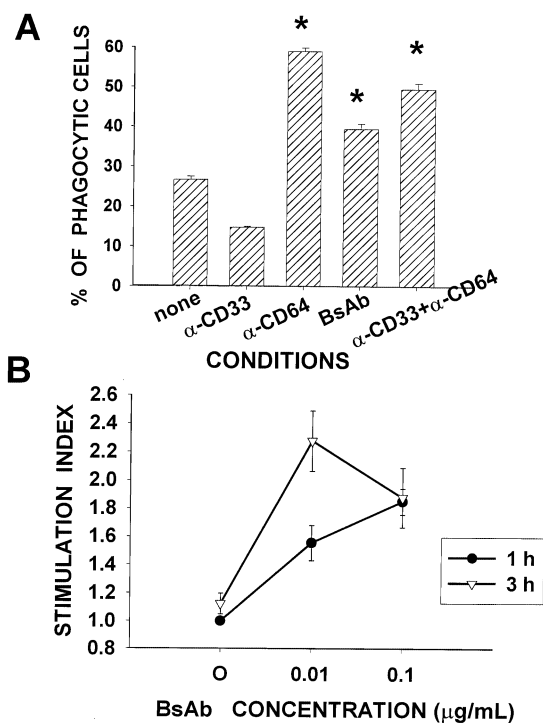 A
% OF PHAGOCYTIC CELLS
60
50
40
30
20
10
0
*
*
*
none
α-CD33
α-CD64
BsAb
α-CD33+α-CD64
CONDITIONS
B
STIMULATION INDEX
2.6
2.4
2.2
2.0
1.8
1.6
1.4
1.2
1.0
0.8
O
0.01
0.1
1 h
3 h
BsAb CONCENTRATION (μg/mL)